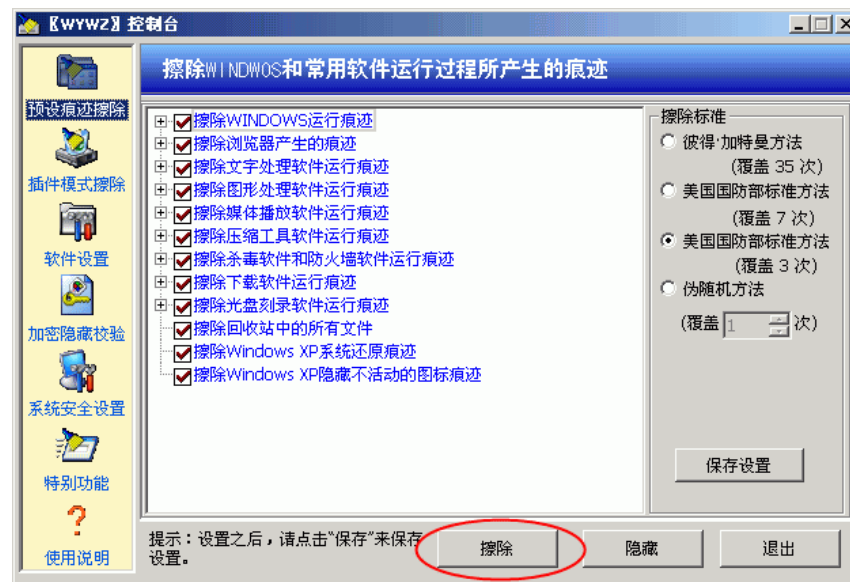 〖WYWZ〗控制台
擦除WINDWOS和常用软件运行过程所产生的痕迹
预设痕迹擦除
插件模式擦除
软件设置
加密隐藏校验
系统安全设置
特别功能
使用说明
擦除WINDOWS运行痕迹
擦除浏览器产生的痕迹
擦除文字处理软件运行痕迹
擦除图形处理软件运行痕迹
擦除媒体播放软件运行痕迹
擦除压缩工具软件运行痕迹
擦除杀毒软件和防火墙软件运行痕迹
擦除下载软件运行痕迹
擦除光盘刻录软件运行痕迹
擦除回收站中的所有文件
擦除Windows XP系统还原痕迹
擦除Windows XP隐藏不活动的图标痕迹
擦除标准
彼得·加特曼方法
(覆盖 35 次)
美国国防部标准方法
(覆盖 7 次)
美国国防部标准方法
(覆盖 3 次)
伪随机方法
(覆盖 1 次)
保存设置
提示：设置之后，请点击“保存”来保存
设置。
擦除
隐藏
退出